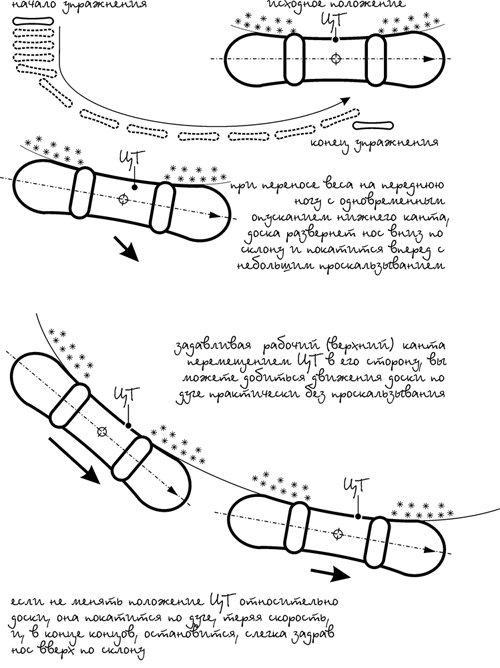 начало упражнения
исходное положение
ЦТ
конец упражнения
ЦТ
при переносе веса на переднюю
ногу с одновременным
опусканием нижнего канта,
доска развернет нос вниз по
склону и покатится вперед с
небольшим проскальзыванием
задавливая рабочий (верхний) канта
перемещением ЦТ в его сторону, вы
можете добиться движения доски по
дуге практически без проскальзывания
ЦТ
ЦТ
если не менять положение ЦТ относительно
доски, она покатится по дуге, теряя скорость,
и, в конце концов, остановится, слегка задрав
нос вверх по склону